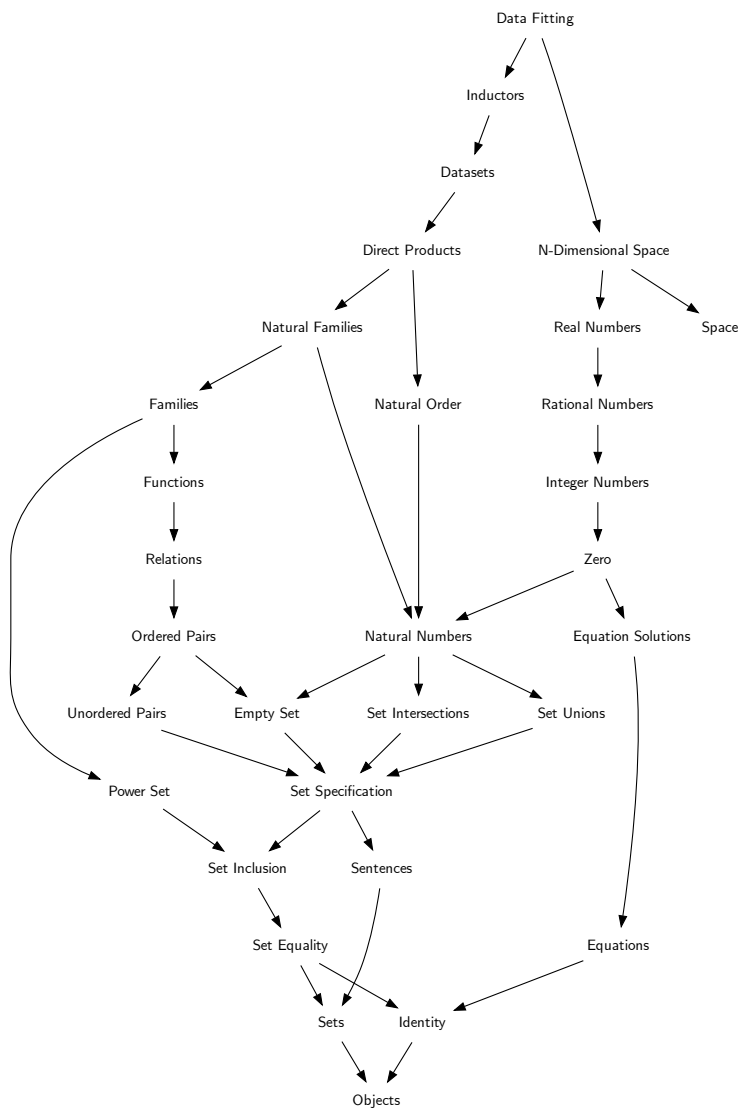 Data Fitting
Inductors
Datasets
Direct Products
N-Dimensional Space
Natural Families
Real Numbers
Space
Families
Natural Order
Rational Numbers
Functions
Integer Numbers
Relations
Zero
Ordered Pairs
Natural Numbers
Equation Solutions
Unordered Pairs
Empty Set
Set Intersections
Set Unions
Power Set
Set Specification
Set Inclusion
Sentences
Set Equality
Equations
Sets
Identity
Objects